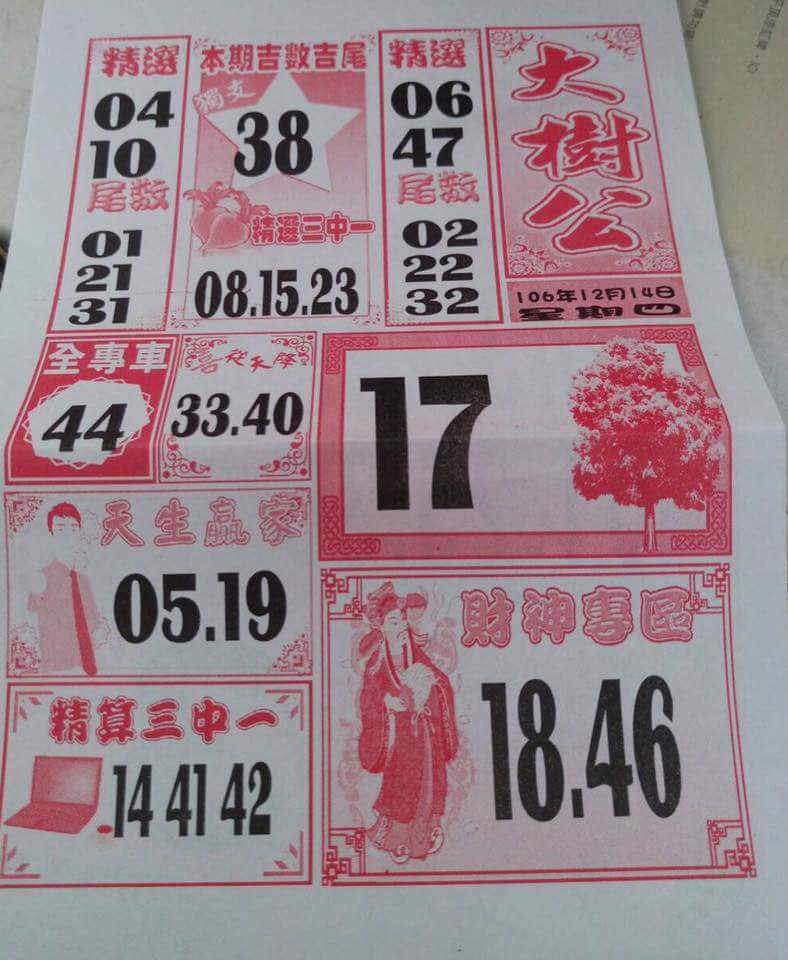 精選
04
10
尾数
01
21
31
本期吉數吉尾
獨支
38
精選三中一
08.15.23
精選
06
47
尾数
02
22
32
大樹公
106年12月14日
星期四
全專車
44
喜從天降
33.40
17
天生贏家
05.19
財神專區
18.46
精算三中一
14 41 42